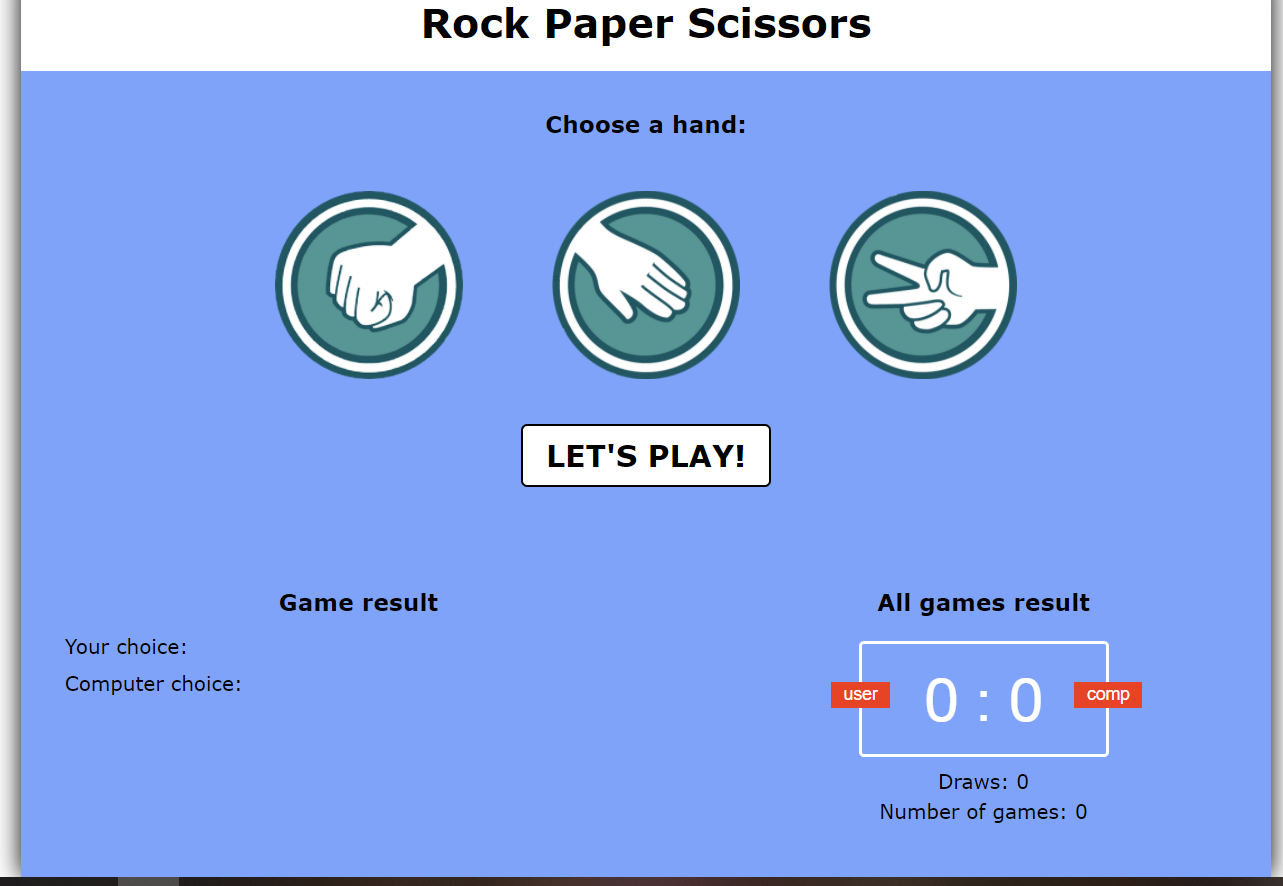 Rock Paper Scissors
Choose a hand:
LET'S PLAY!
Game result
Your choice:
Computer choice:
All games result
user 0 : 0 comp
Draws: 0
Number of games: 0